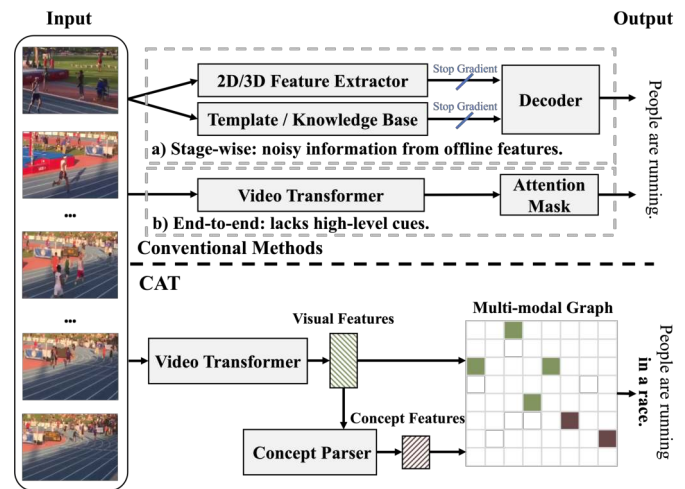 Input
Output
2D/3D Feature Extractor
Stop Gradient
Template / Knowledge Base
Stop Gradient
Decoder
a) Stage-wise: noisy information from offline features.
Video Transformer
Attention
Mask
b) End-to-end: lacks high-level cues.
People are running.
...
Conventional Methods
CAT
...
Visual Features
Multi-modal Graph
Video Transformer
Concept Features
Concept Parser
People are running
in a race.